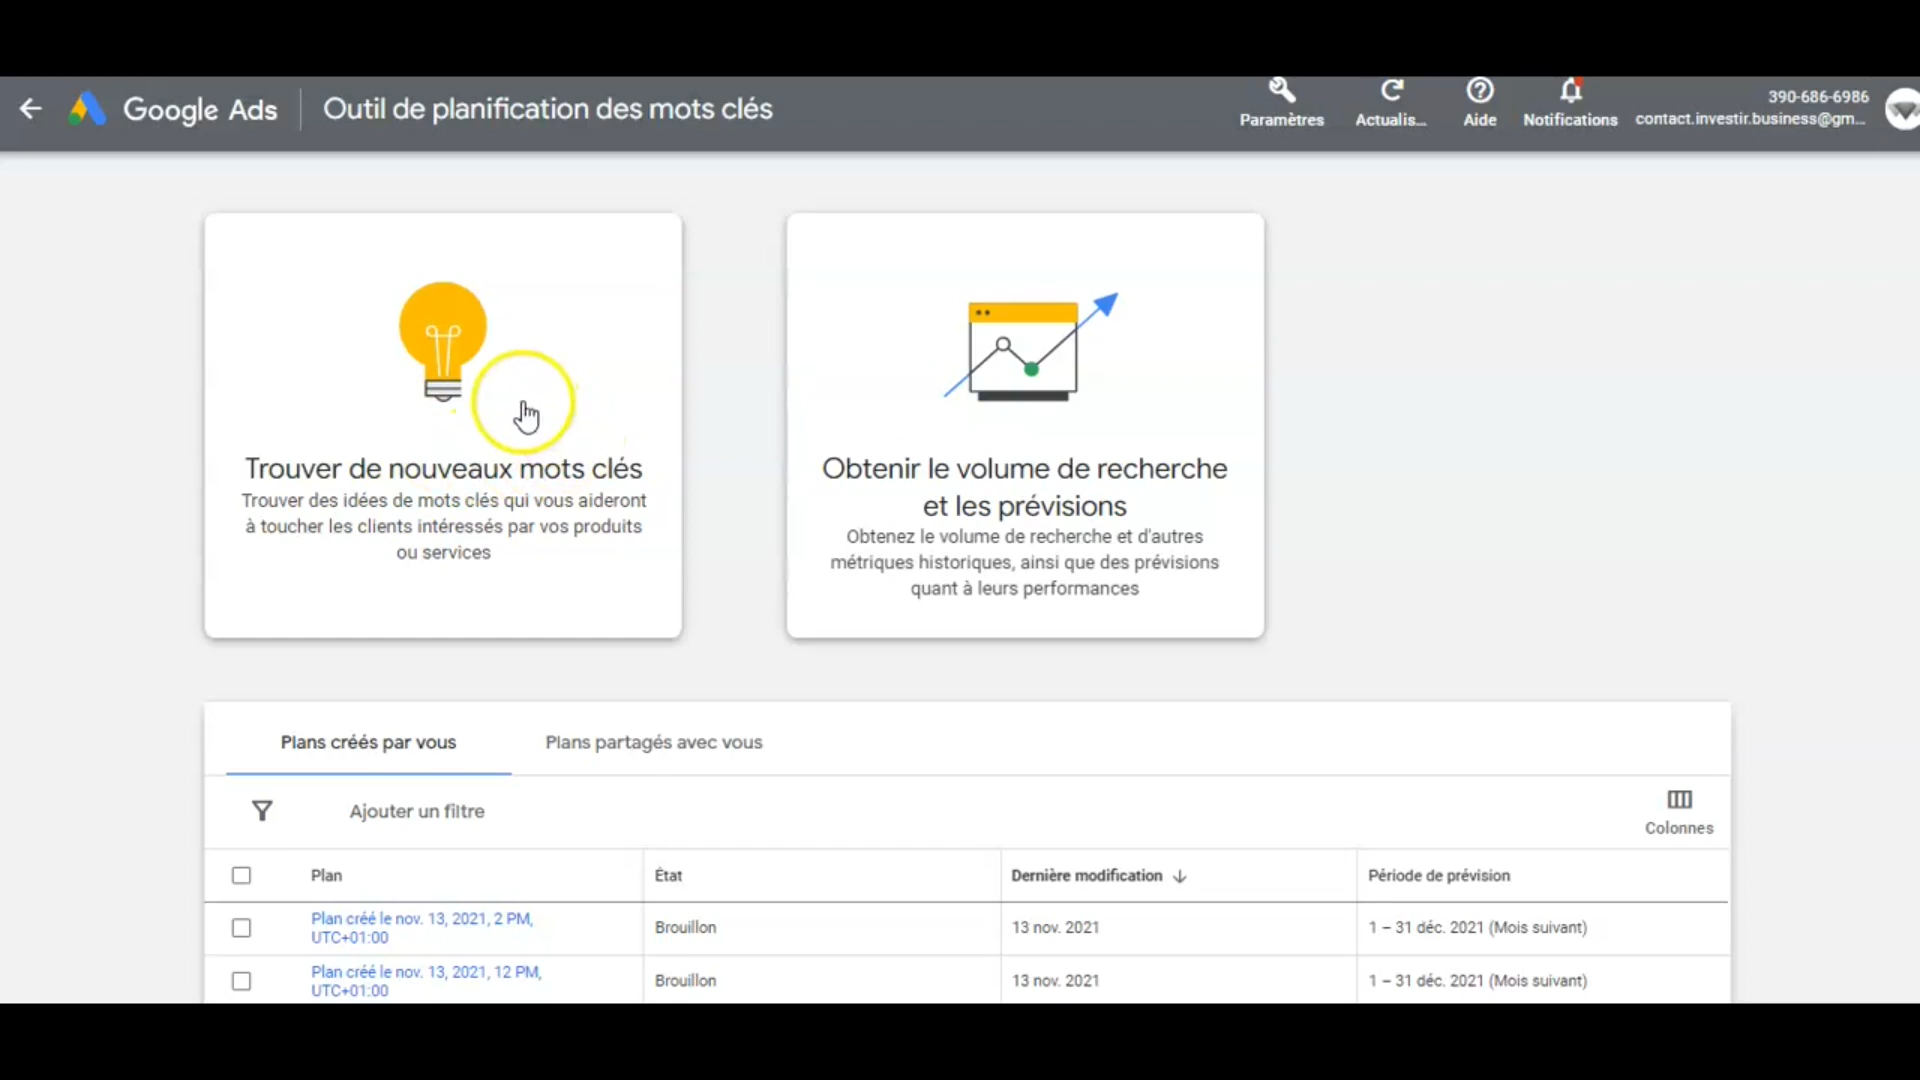 Google Ads
Outil de planification des mots clés
Paramètres
Actualis...
Aide
Notifications
390-686-6986
contact.investir.business@gm...
Trouver de nouveaux mots clés
Trouver des idées de mots clés qui vous aideront
à toucher les clients intéressés par vos produits
ou services
Obtenir le volume de recherche
et les prévisions
Obtenez le volume de recherche et d'autres
métriques historiques, ainsi que des prévisions
quant à leurs performances
Plans créés par vous
Plans partagés avec vous
Ajouter un filtre
Colonnes
Plan
État
Dernière modification
Période de prévision
Plan créé le nov. 13, 2021, 2 PM,
UTC+01:00
Brouillon
13 nov. 2021
1 – 31 déc. 2021 (Mois suivant)
Plan créé le nov. 13, 2021, 12 PM,
UTC+01:00
Brouillon
13 nov. 2021
1 – 31 déc. 2021 (Mois suivant)